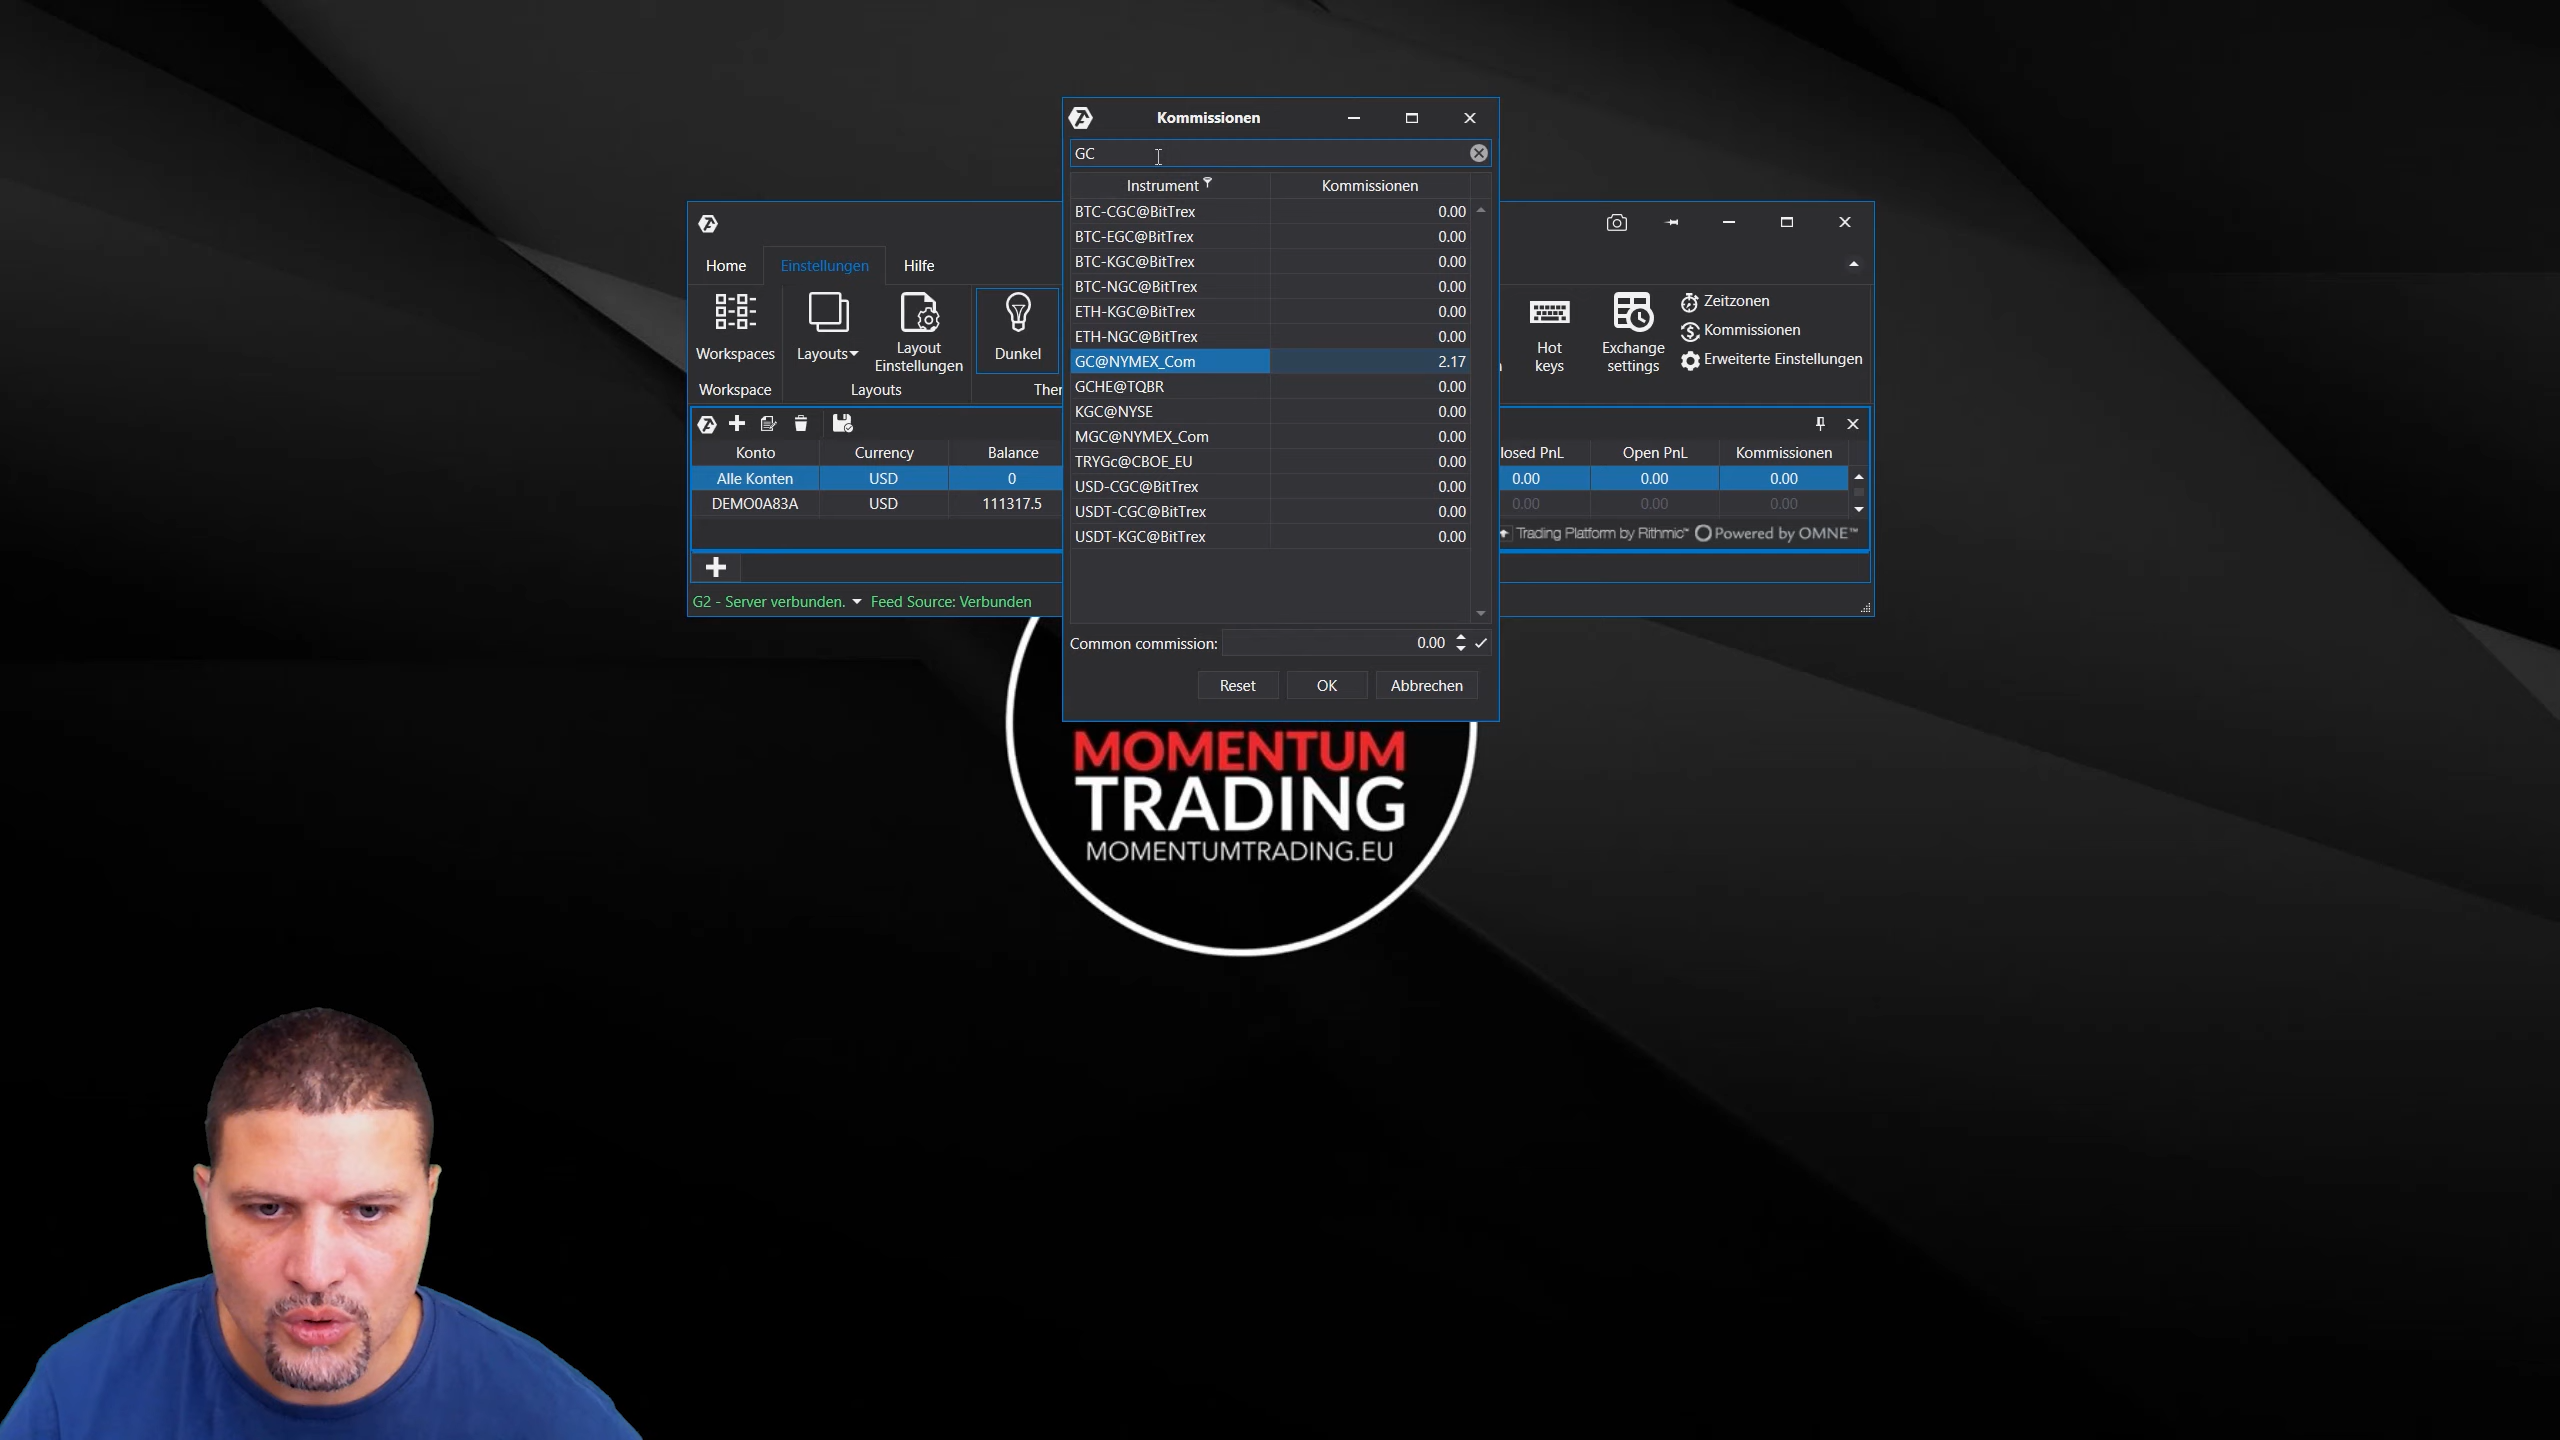 Kommissionen
GC
Instrument Kommissionen
BTC-CGC@BitTrex 0.00
BTC-EGC@BitTrex 0.00
BTC-KGC@BitTrex 0.00
BTC-NGC@BitTrex 0.00
ETH-KGC@BitTrex 0.00
ETH-NGC@BitTrex 0.00
GC@NYMEX_Com 2.17
GCHE@TQBR 0.00
KGC@NYSE 0.00
MGC@NYMEX_Com 0.00
TRYGc@CBOE_EU 0.00
USD-CGC@BitTrex 0.00
USDT-CGC@BitTrex 0.00
USDT-KGC@BitTrex 0.00
Common commission: 0.00
Reset OK Abbrechen
Home Einstellungen Hilfe
Workspaces
Layouts
Layout
Einstellungen
Dunkel
Hot
keys
Exchange
settings
Zeitzonen
Kommissionen
Erweiterte Einstellungen
Workspace Layouts Ther
Konto Currency Balance losed PnL Open PnL Kommissionen
Alle Konten USD 0 0.00 0.00 0.00
DEMO0A83A USD 111317.5 0.00 0.00 0.00
Trading Platform by Rithmic™ Powered by OMNE™
G2 - Server verbunden. Feed Source: Verbunden
MOMENTUM
TRADING
MOMENTUMTRADING.EU